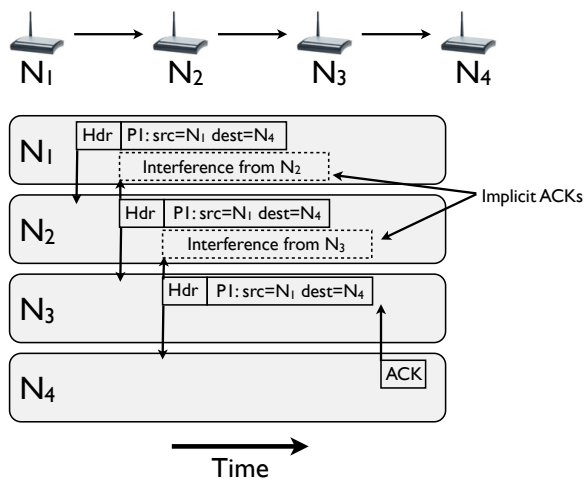 N1 N2 N3 N4
N1
Hdr P1: src=N1 dest=N4
Interference from N2
Implicit ACKs
N2
Hdr P1: src=N1 dest=N4
Interference from N3
N3
Hdr P1: src=N1 dest=N4
N4
ACK
Time